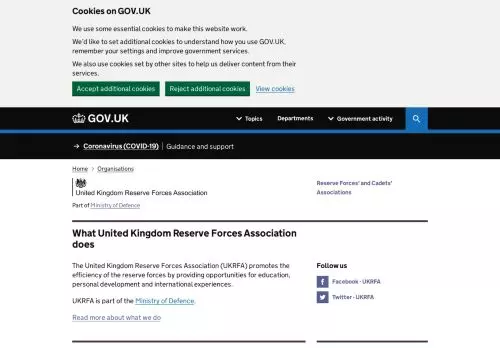 Cookies on GOV.UK
We use some essential cookies to make this website work.
We'd like to set additional cookies to understand how you use GOV.UK,
remember your settings and improve government services.
We also use cookies set by other sites to help us deliver content from their
services.
Accept additional cookies Reject additional cookies View cookies
GOV.UK Topics Departments Government activity
→ Coronavirus (COVID-19) Guidance and support
Home > Organisations
United Kingdom Reserve Forces Association
Part of Ministry of Defence
Reserve Forces' and Cadets'
Associations
What United Kingdom Reserve Forces Association
does
The United Kingdom Reserve Forces Association (UKRFA) promotes the
efficiency of the reserve forces by providing opportunities for education,
personal development and international experiences.
UKRFA is part of the Ministry of Defence.
Read more about what we do
Follow us
Facebook - UKRFA
Twitter - UKRFA